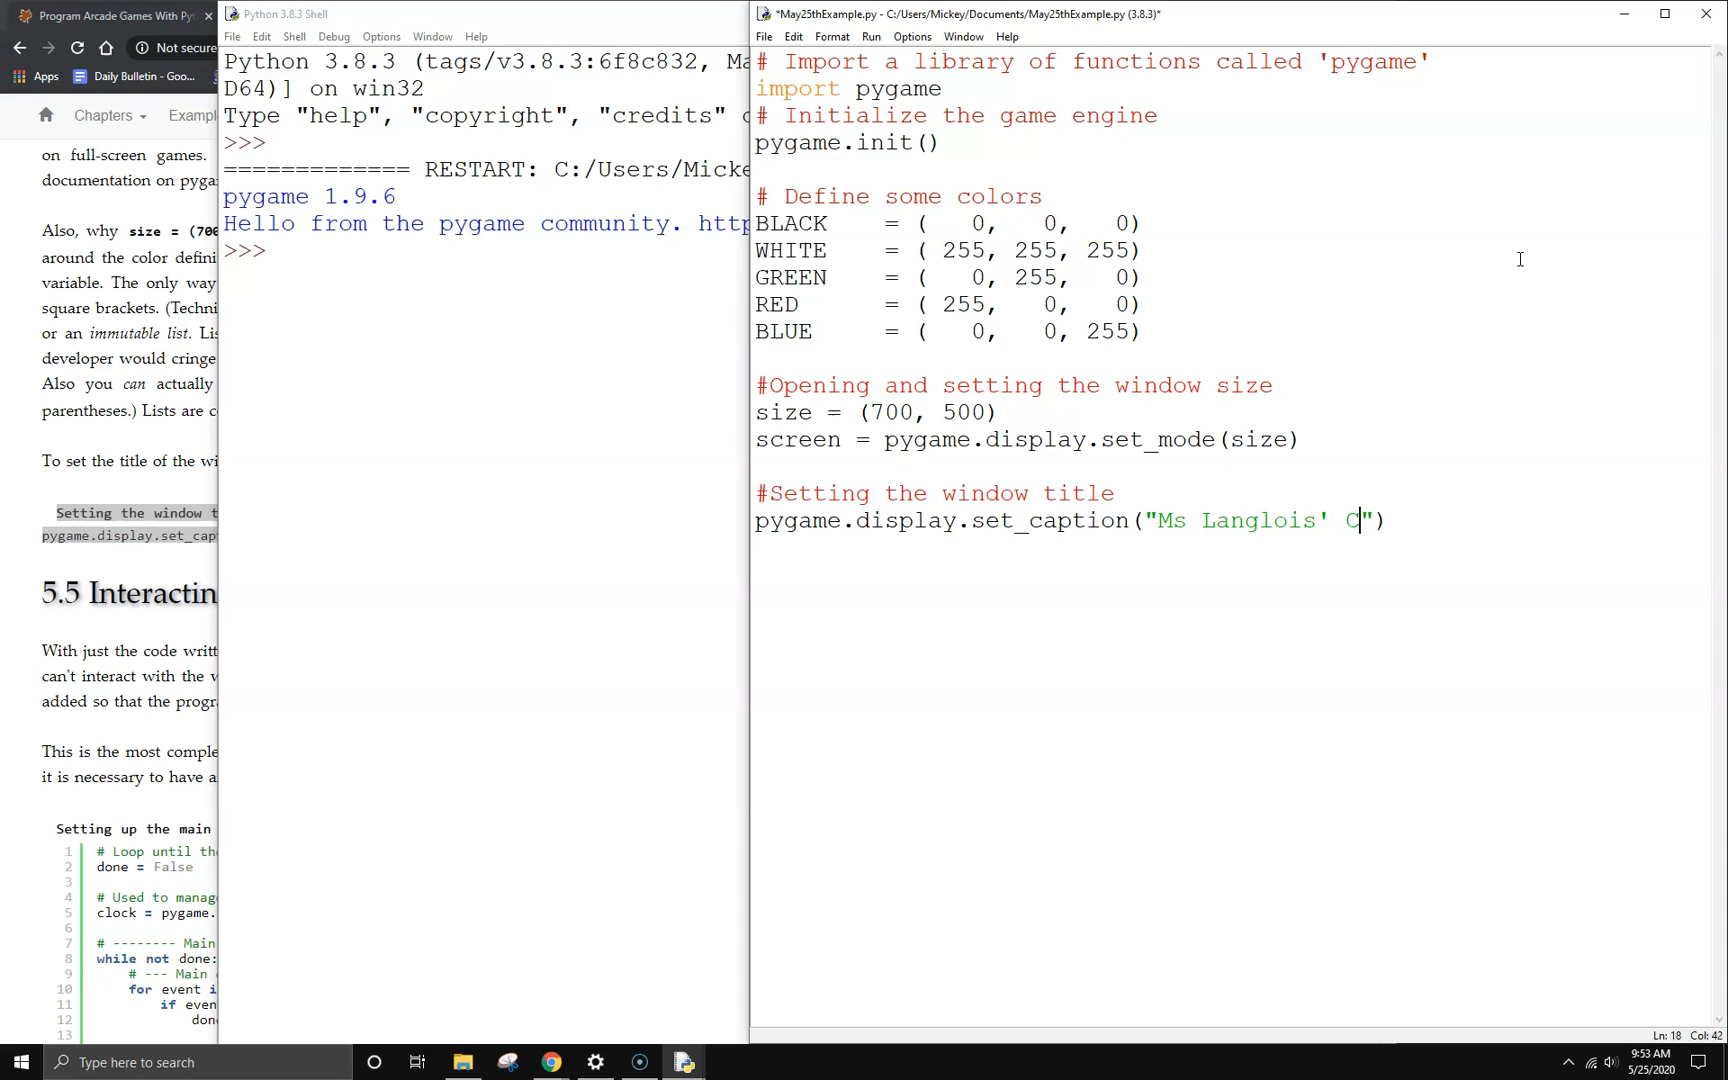 Program Arcade Games With Pyt
Not secure
Apps
Daily Bulletin - Goo...
Chapters
Exampl
on full-screen games.
documentation on pyga
Also, why size = (700
around the color defini
variable. The only way
square brackets. (Techni
or an immutable list. Lis
developer would cringe
Also you can actually
parentheses.) Lists are c
To set the title of the wi
Setting the window t
pygame.display.set_cap
5.5 Interactin
With just the code writt
can't interact with the w
added so that the progra
This is the most comple
it is necessary to have a
Setting up the main
1 # Loop until the
2 done = False
3
4 # Used to manag
5 clock = pygame.
6
7 # -------- Main
8 while not done:
9 # --- Main
10 for event i
11 if even
12 don
13
Python 3.8.3 Shell
File Edit Shell Debug Options Window Help
Python 3.8.3 (tags/v3.8.3:6f8c832, Ma
D64)] on win32
Type "help", "copyright", "credits" o
>>>
============= RESTART: C:/Users/Micke
pygame 1.9.6
Hello from the pygame community. http
>>>
*May25thExample.py - C:/Users/Mickey/Documents/May25thExample.py (3.8.3)*
File Edit Format Run Options Window Help
# Import a library of functions called 'pygame'
import pygame
# Initialize the game engine
pygame.init()
# Define some colors
BLACK = ( 0, 0, 0)
WHITE = ( 255, 255, 255)
GREEN = ( 0, 255, 0)
RED = ( 255, 0, 0)
BLUE = ( 0, 0, 255)
#Opening and setting the window size
size = (700, 500)
screen = pygame.display.set_mode(size)
#Setting the window title
pygame.display.set_caption("Ms Langlois' C")
Ln: 18 Col: 42
Type here to search
9:53 AM
5/25/2020